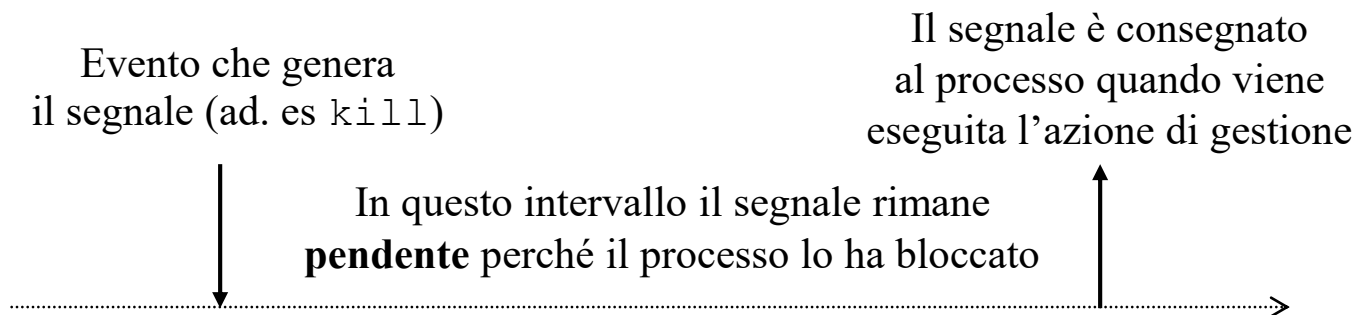 Evento che genera
il segnale (ad. es kill)
Il segnale è consegnato
al processo quando viene
eseguita l’azione di gestione
In questo intervallo il segnale rimane
pendente perché il processo lo ha bloccato